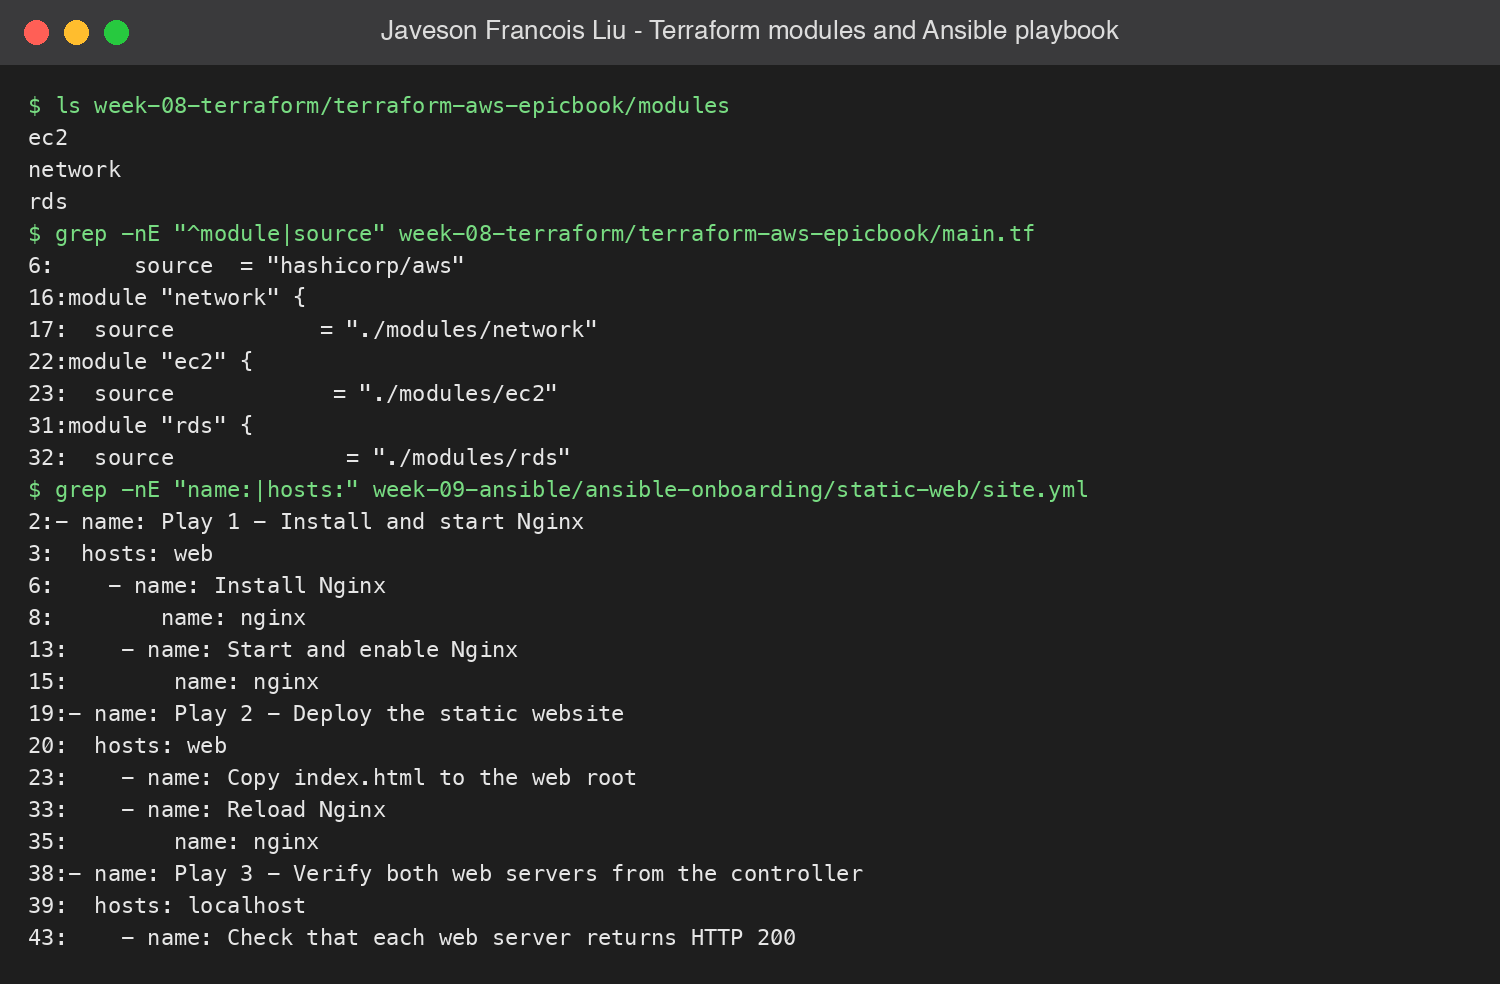 Javeson Francois Liu - Terraform modules and Ansible playbook
$ ls week-08-terraform/terraform-aws-epicbook/modules
ec2
network
rds
$ grep -nE "^module|source" week-08-terraform/terraform-aws-epicbook/main.tf
6:      source  = "hashicorp/aws"
16:module "network" {
17:  source           = "./modules/network"
22:module "ec2" {
23:  source            = "./modules/ec2"
31:module "rds" {
32:  source             = "./modules/rds"
$ grep -nE "name:|hosts:" week-09-ansible/ansible-onboarding/static-web/site.yml
2:- name: Play 1 - Install and start Nginx
3:  hosts: web
6:    - name: Install Nginx
8:        name: nginx
13:    - name: Start and enable Nginx
15:        name: nginx
19:- name: Play 2 - Deploy the static website
20:  hosts: web
23:    - name: Copy index.html to the web root
33:    - name: Reload Nginx
35:        name: nginx
38:- name: Play 3 - Verify both web servers from the controller
39:  hosts: localhost
43:    - name: Check that each web server returns HTTP 200